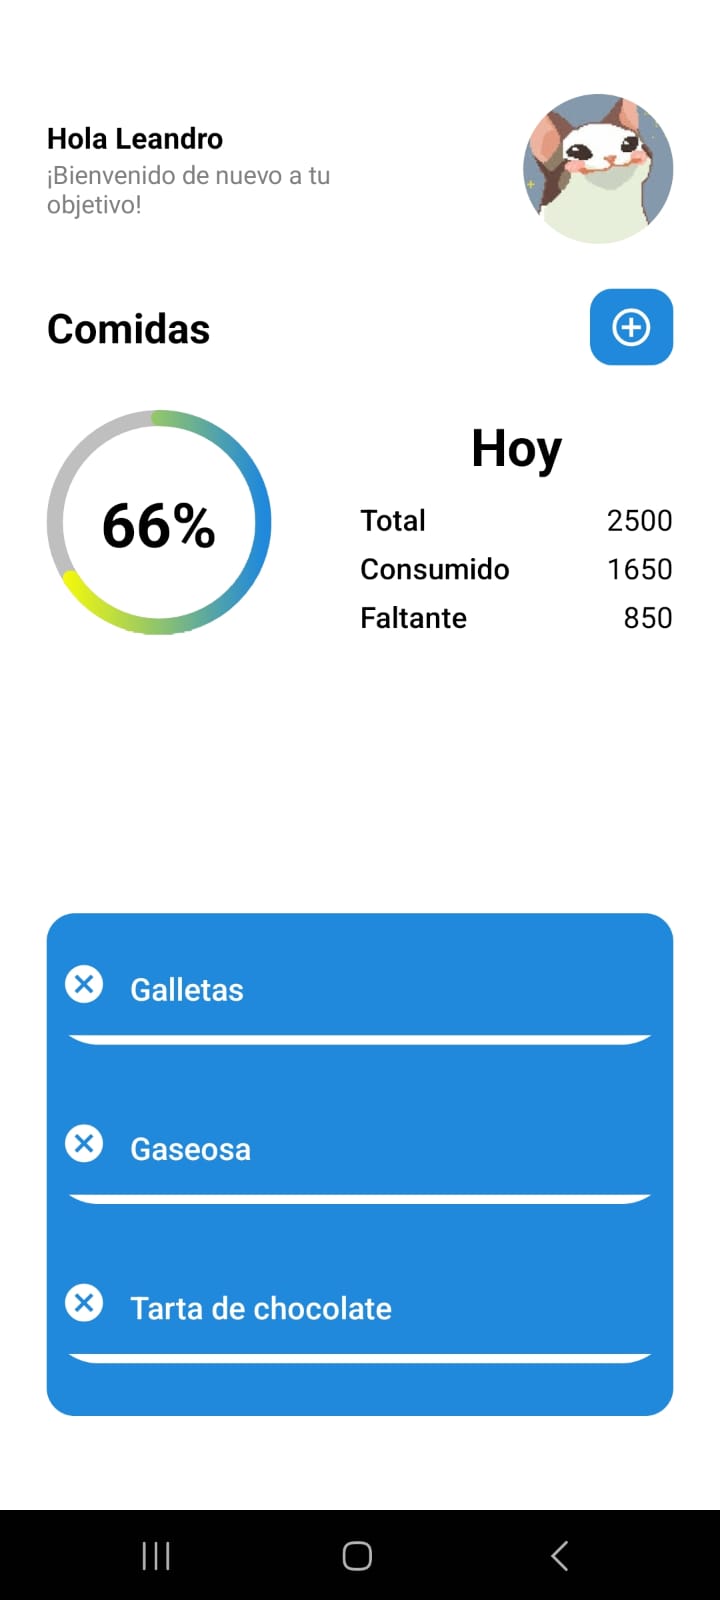 Hola Leandro
¡Bienvenido de nuevo a tu
objetivo!
Comidas
66%
Hoy
Total 2500
Consumido 1650
Faltante 850
Galletas
Gaseosa
Tarta de chocolate